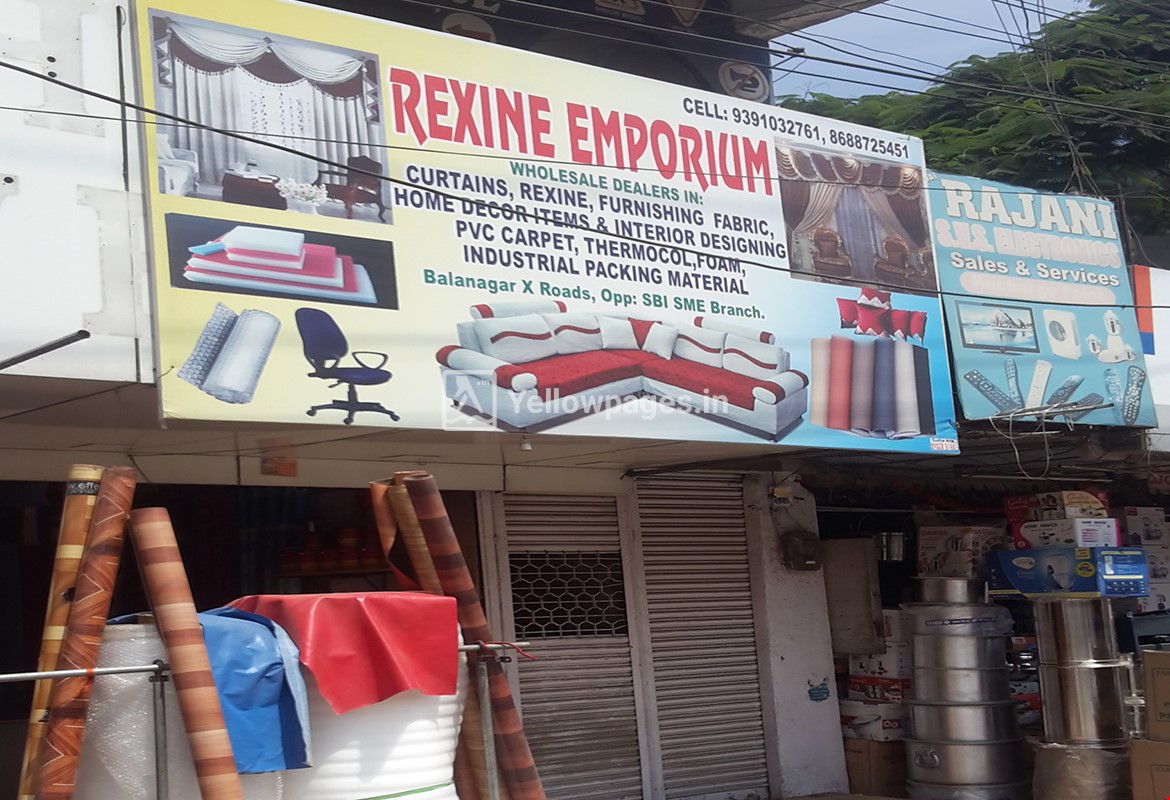 REXINE EMPORIUM
CELL: 9391032761, 8688725451
WHOLESALE DEALERS IN:
CURTAINS, REXINE, FURNISHING FABRIC,
HOME DECOR ITEMS & INTERIOR DESIGNING
PVC CARPET, THERMOCOL,FOAM,
INDUSTRIAL PACKING MATERIAL
Balanagar X Roads, Opp: SBI SME Branch.
RAJANI
S.V.S. ELECTRONICS
Sales & Services
Yellowpages.in